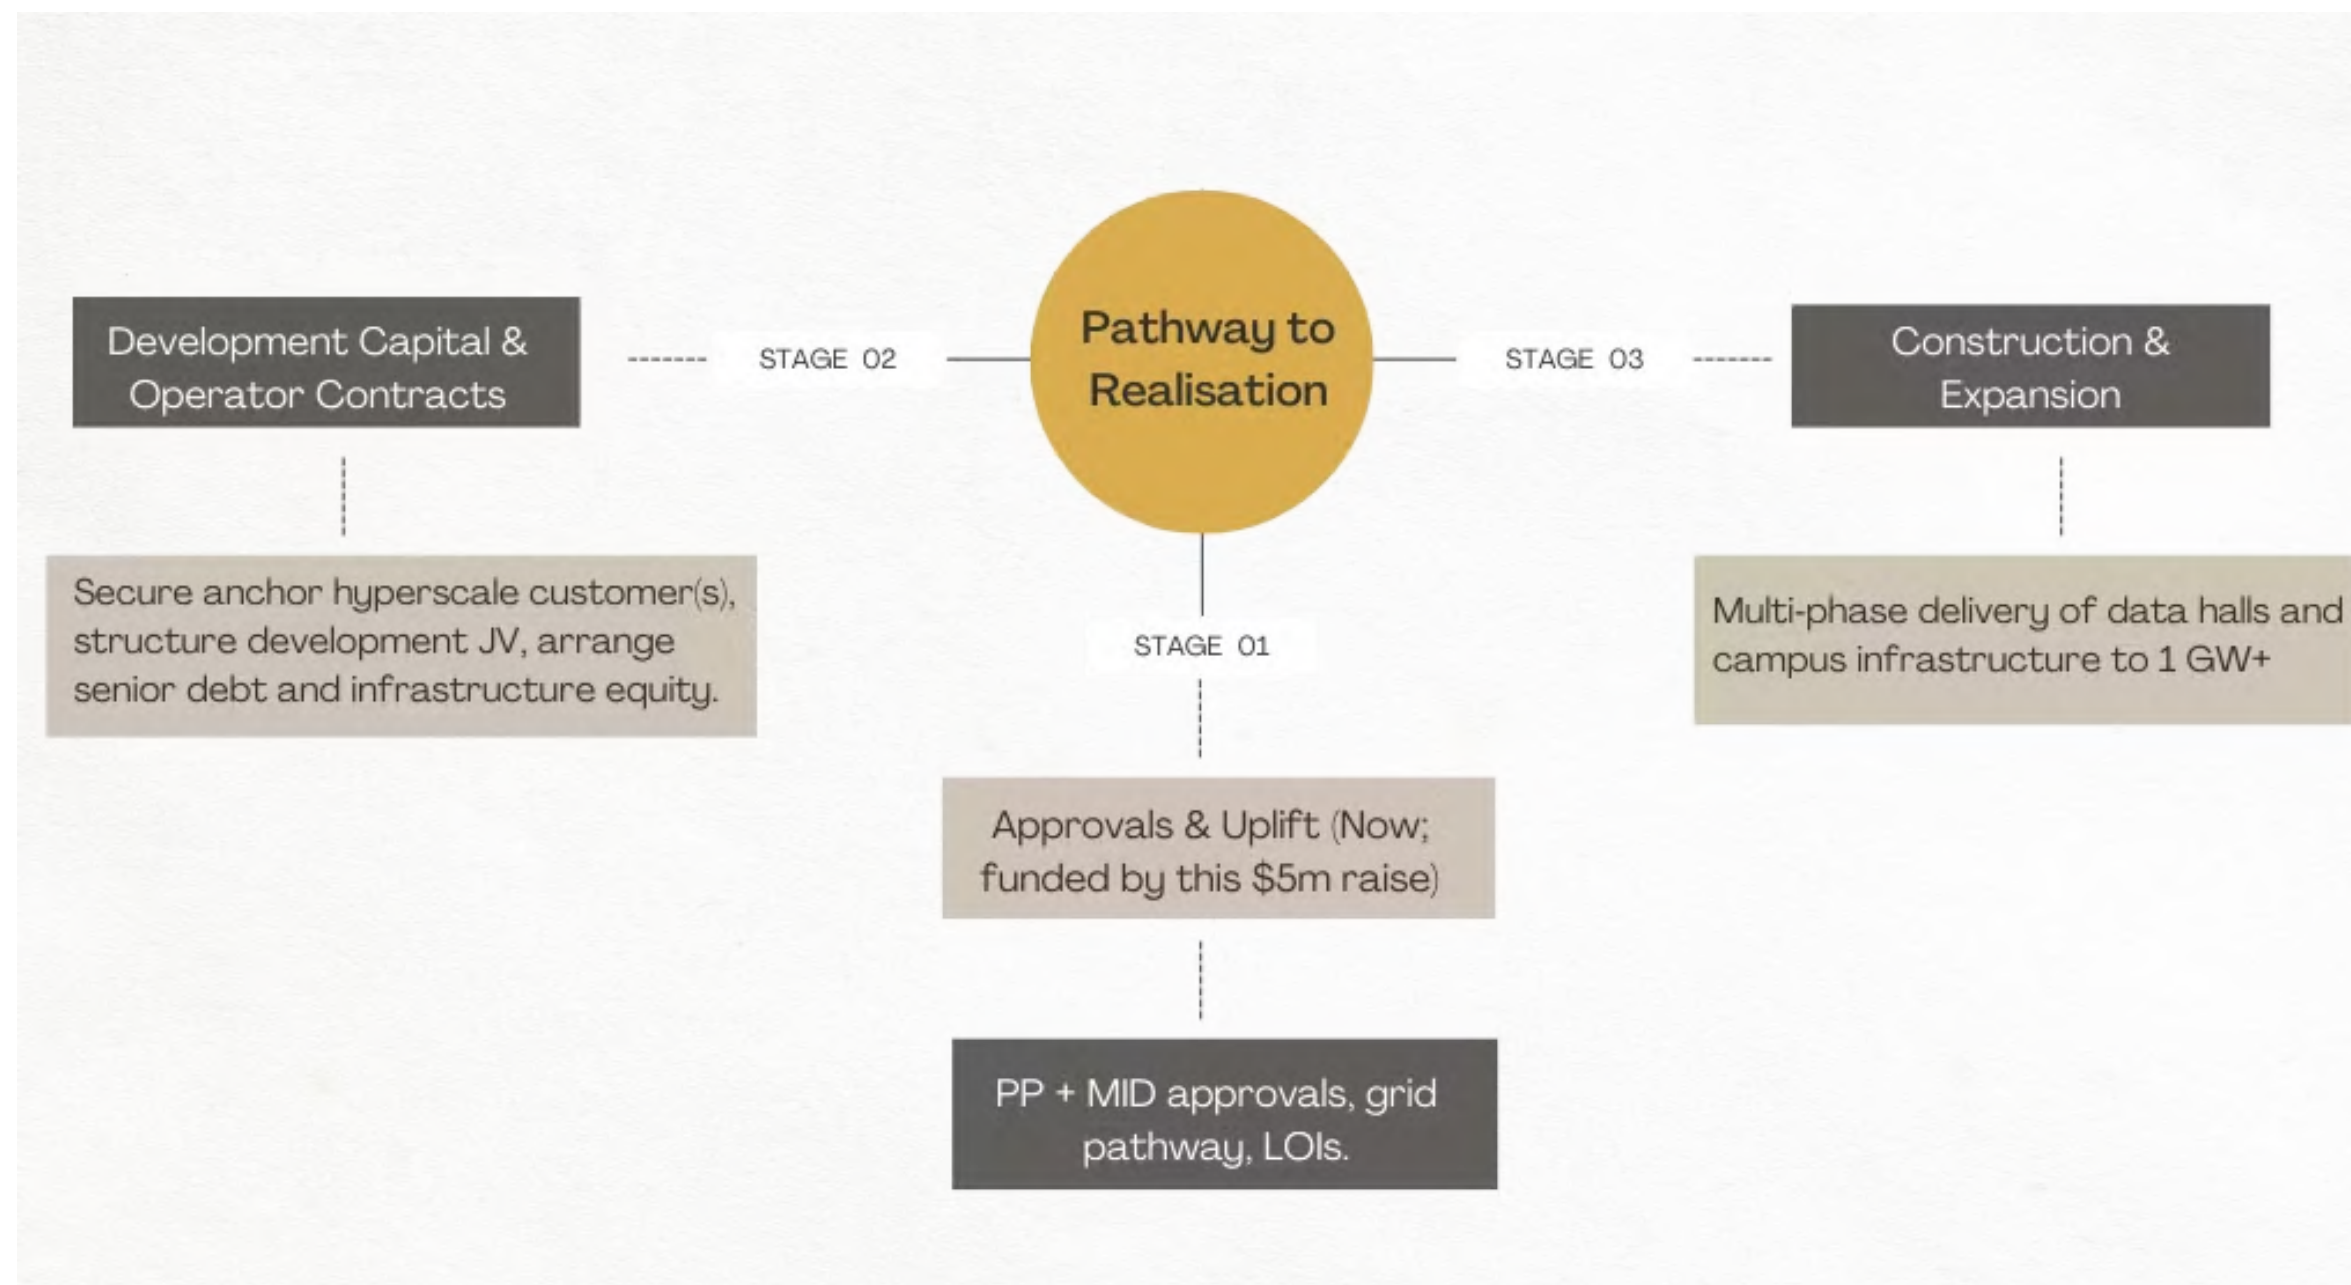 Pathway to
Realisation
STAGE 02
Development Capital &
Operator Contracts
Secure anchor hyperscale customer(s),
structure development JV, arrange
senior debt and infrastructure equity.
STAGE 03
Construction &
Expansion
Multi-phase delivery of data halls and
campus infrastructure to 1 GW+
STAGE 01
Approvals & Uplift (Now;
funded by this $5m raise)
PP + MID approvals, grid
pathway, LOIs.